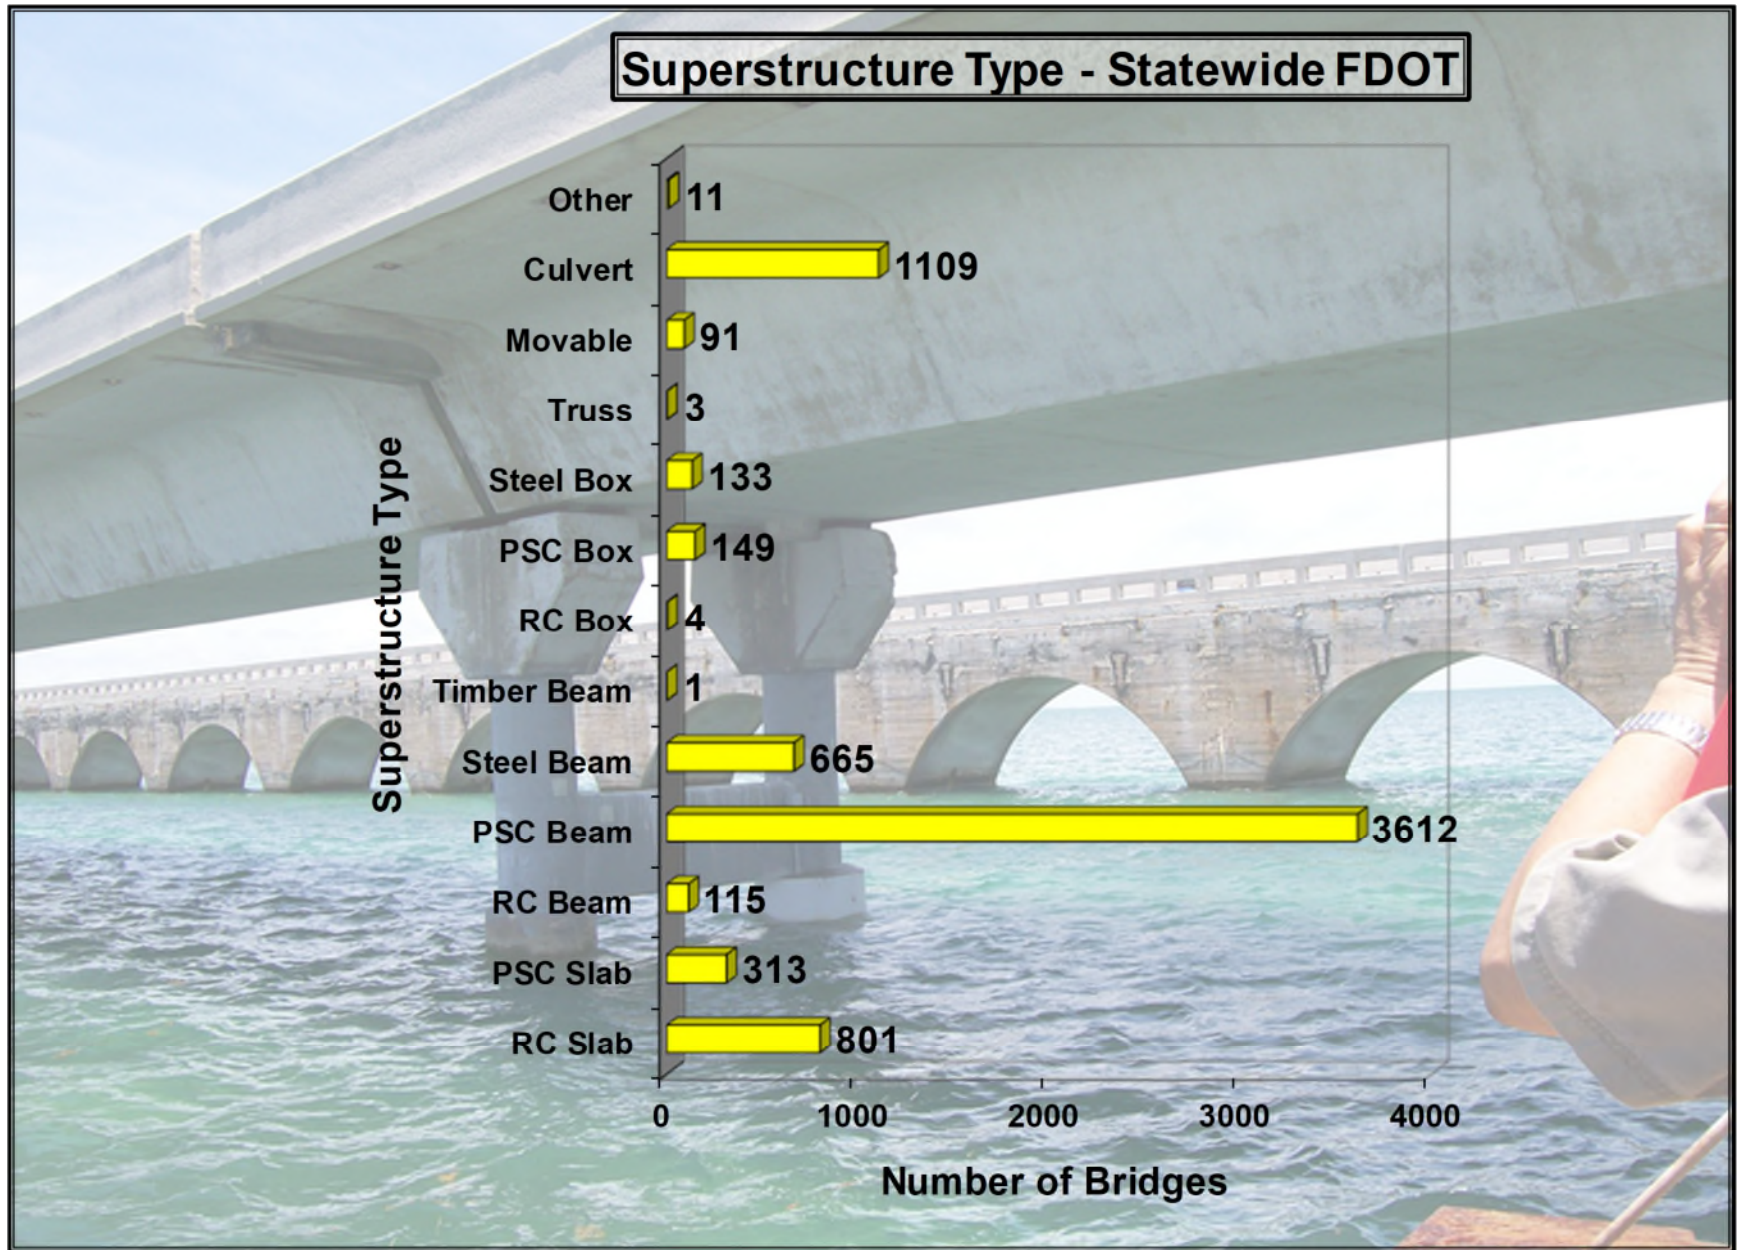 Superstructure Type - Statewide FDOT
Superstructure Type
Other 11
Culvert 1109
Movable 91
Truss 3
Steel Box 133
PSC Box 149
RC Box 4
Timber Beam 1
Steel Beam 665
PSC Beam 3612
RC Beam 115
PSC Slab 313
RC Slab 801
0 1000 2000 3000 4000
Number of Bridges